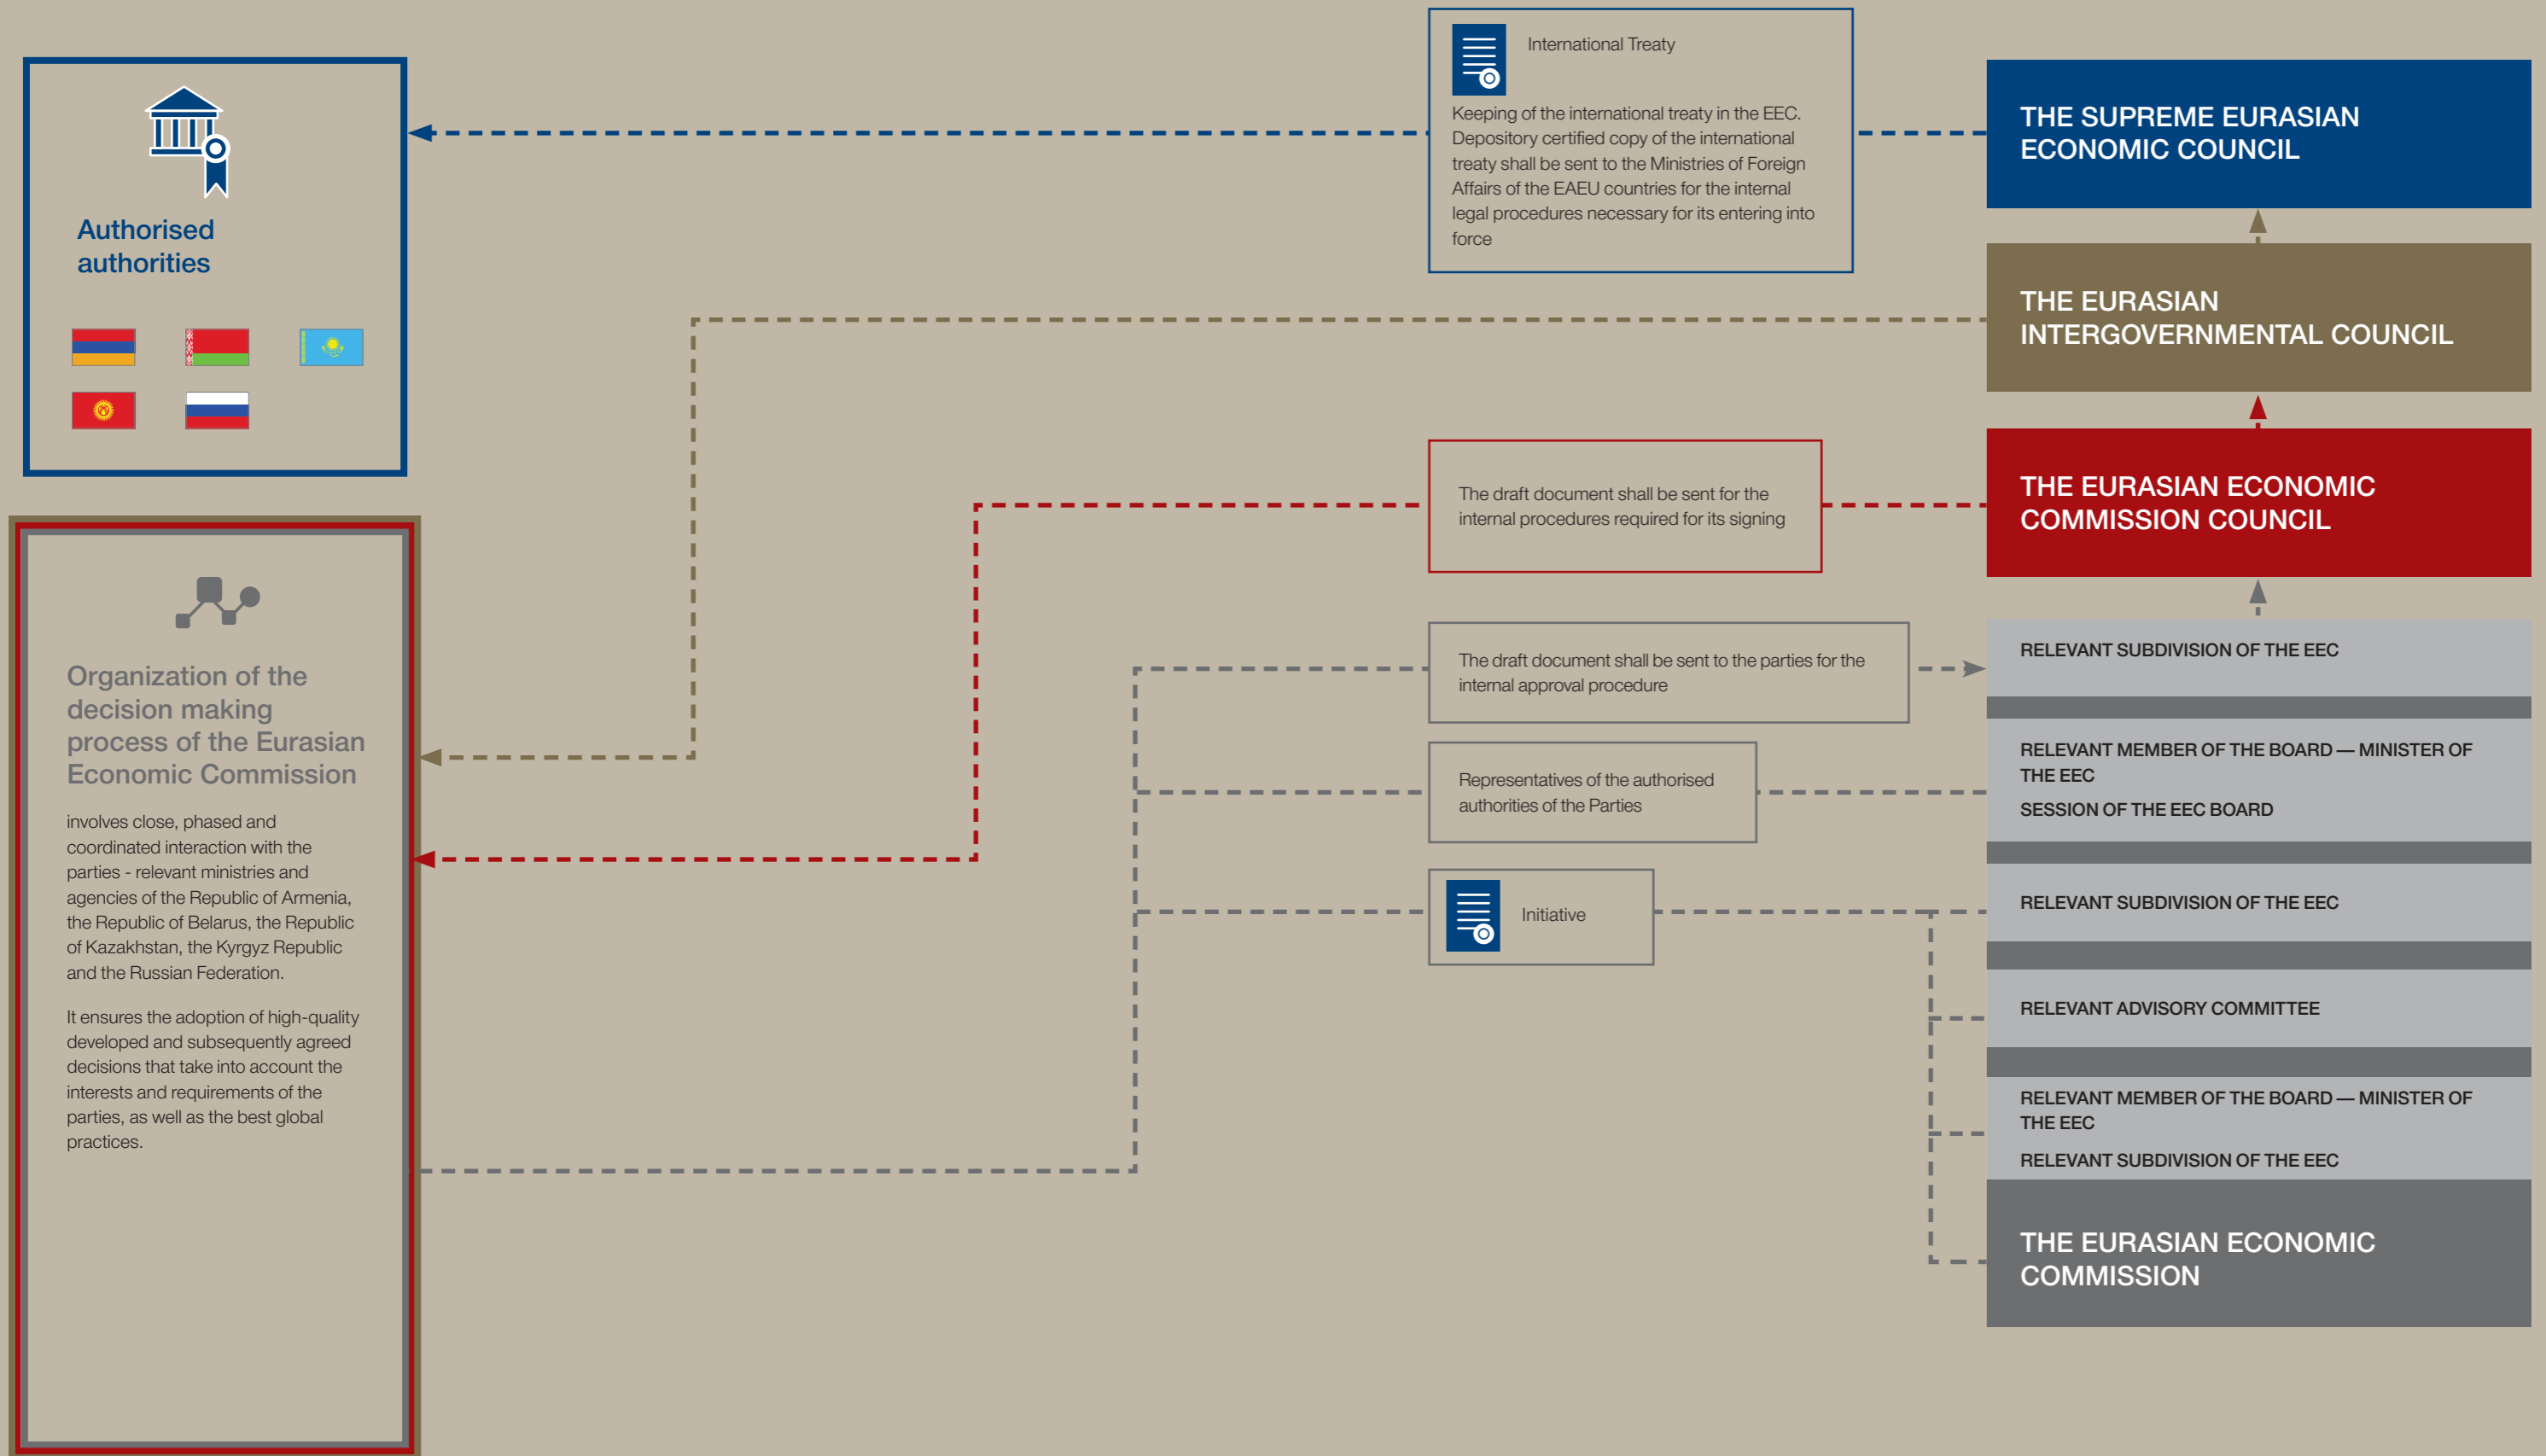 Authorised
authorities
Organization of the
decision making
process of the Eurasian
Economic Commission
involves close, phased and
coordinated interaction with the
parties - relevant ministries and
agencies of the Republic of Armenia,
the Republic of Belarus, the Republic
of Kazakhstan, the Kyrgyz Republic
and the Russian Federation.
It ensures the adoption of high-quality
developed and subsequently agreed
decisions that take into account the
interests and requirements of the
parties, as well as the best global
practices.
International Treaty
Keeping of the international treaty in the EEC.
Depository certified copy of the international
treaty shall be sent to the Ministries of Foreign
Affairs of the EAEU countries for the internal
legal procedures necessary for its entering into
force
The draft document shall be sent for the
internal procedures required for its signing
The draft document shall be sent to the parties for the
internal approval procedure
Representatives of the authorised
authorities of the Parties
Initiative
THE SUPREME EURASIAN
ECONOMIC COUNCIL
THE EURASIAN
INTERGOVERNMENTAL COUNCIL
THE EURASIAN ECONOMIC
COMMISSION COUNCIL
RELEVANT SUBDIVISION OF THE EEC
RELEVANT MEMBER OF THE BOARD — MINISTER OF
THE EEC
SESSION OF THE EEC BOARD
RELEVANT SUBDIVISION OF THE EEC
RELEVANT ADVISORY COMMITTEE
RELEVANT MEMBER OF THE BOARD — MINISTER OF
THE EEC
RELEVANT SUBDIVISION OF THE EEC
THE EURASIAN ECONOMIC
COMMISSION